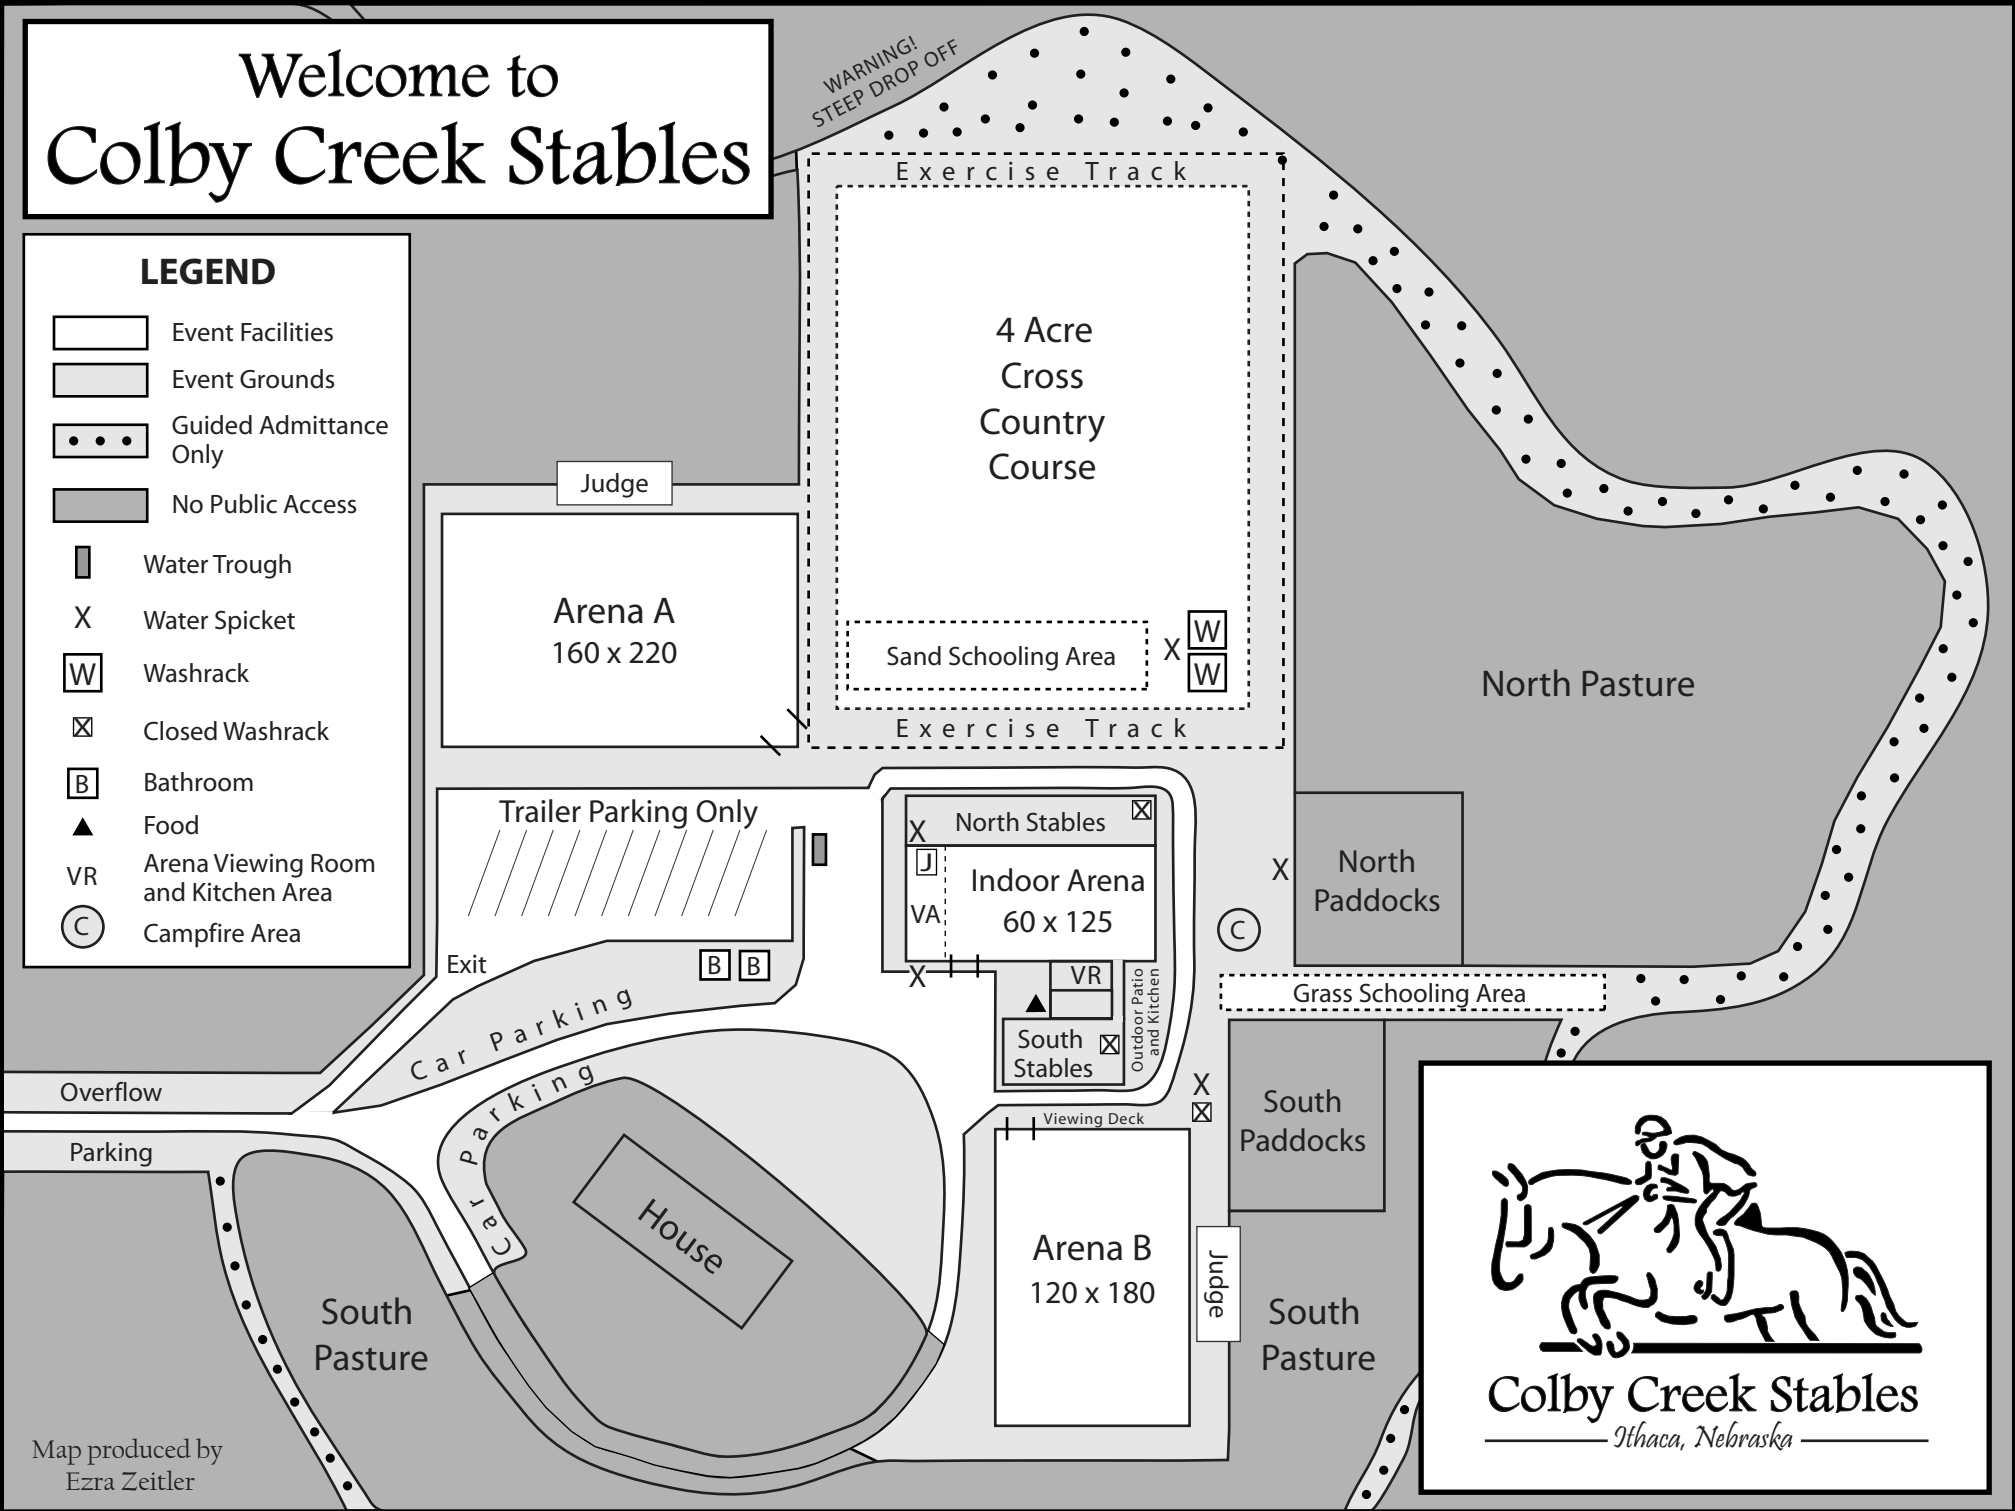 Welcome to
Colby Creek Stables
WARNING!
STEEP DROP OFF
LEGEND
Event Facilities
Event Grounds
Guided Admittance
Only
No Public Access
Water Trough
X
Water Spicket
W
Washrack
Closed Washrack
B
Bathroom
Food
VR
Arena Viewing Room
and Kitchen Area
C
Campfire Area
Exercise Track
4 Acre
Cross
Country
Course
Judge
Arena A
160 x 220
Sand Schooling Area
X
W
W
Exercise Track
North Pasture
Trailer Parking Only
X
North Stables
J
Indoor Arena
60 x 125
VA
X
North
Paddocks
C
Exit
B
B
X
VR
Outdoor Patio
and Kitchen
Grass Schooling Area
Car Parking
South
Stables
Car Parking
Overflow
Parking
X
Viewing Deck
South
Paddocks
House
Arena B
120 x 180
Judge
South
Pasture
South
Pasture
Colby Creek Stables
Ithaca, Nebraska
Map produced by
Ezra Zeitler